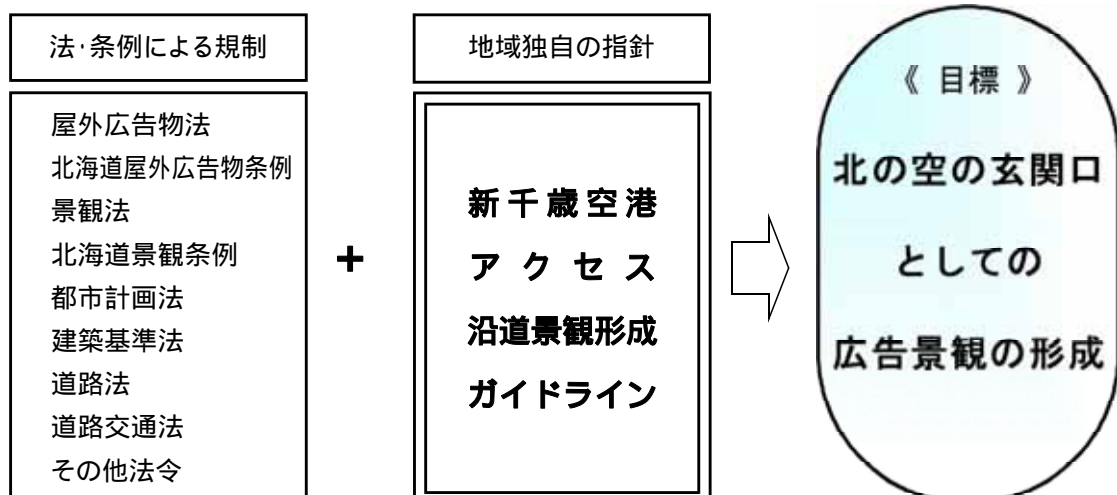 法・条例による規制
屋外広告物法
北海道屋外広告物条例
景観法
北海道景観条例
都市計画法
建築基準法
道路法
道路交通法
その他法令
+
地域独自の指針
新千歳空港
アクセス
沿道景観形成
ガイドライン
《 目標 》
北の空の玄関口
としての
広告景観の形成